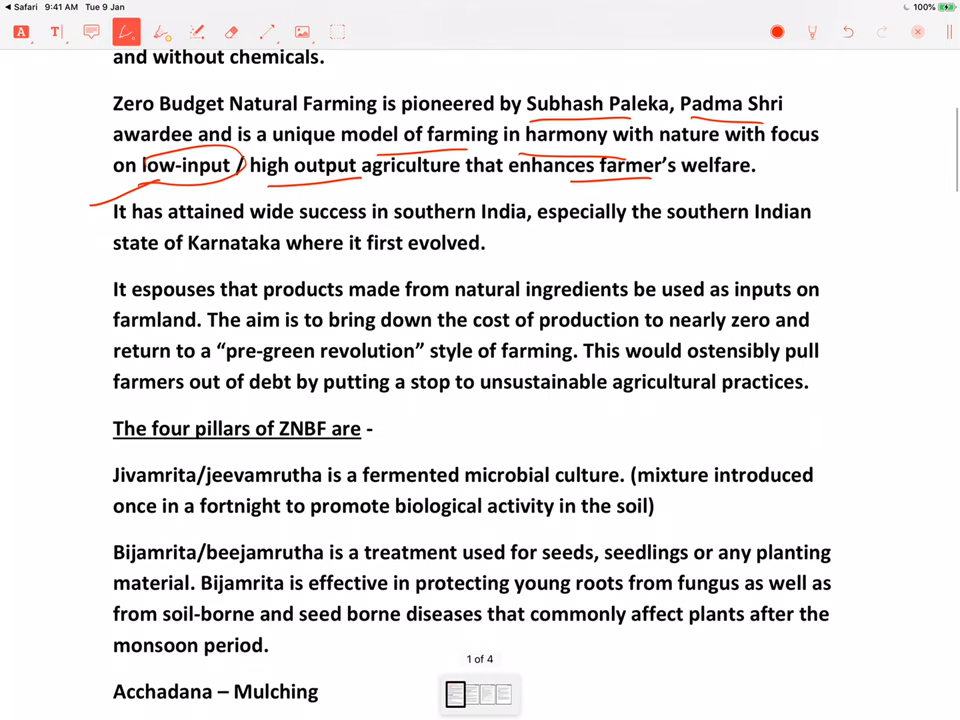 Safari 9:41 AM Tue 9 Jan 100%
A T
and without chemicals.
Zero Budget Natural Farming is pioneered by Subhash Paleka, Padma Shri
awardee and is a unique model of farming in harmony with nature with focus
on low-input / high output agriculture that enhances farmer's welfare.
It has attained wide success in southern India, especially the southern Indian
state of Karnataka where it first evolved.
It espouses that products made from natural ingredients be used as inputs on
farmland. The aim is to bring down the cost of production to nearly zero and
return to a “pre-green revolution” style of farming. This would ostensibly pull
farmers out of debt by putting a stop to unsustainable agricultural practices.
The four pillars of ZNBF are -
Jivamrita/jeevamrutha is a fermented microbial culture. (mixture introduced
once in a fortnight to promote biological activity in the soil)
Bijamrita/beejamrutha is a treatment used for seeds, seedlings or any planting
material. Bijamrita is effective in protecting young roots from fungus as well as
from soil-borne and seed borne diseases that commonly affect plants after the
monsoon period.
1 of 4
Acchadana – Mulching